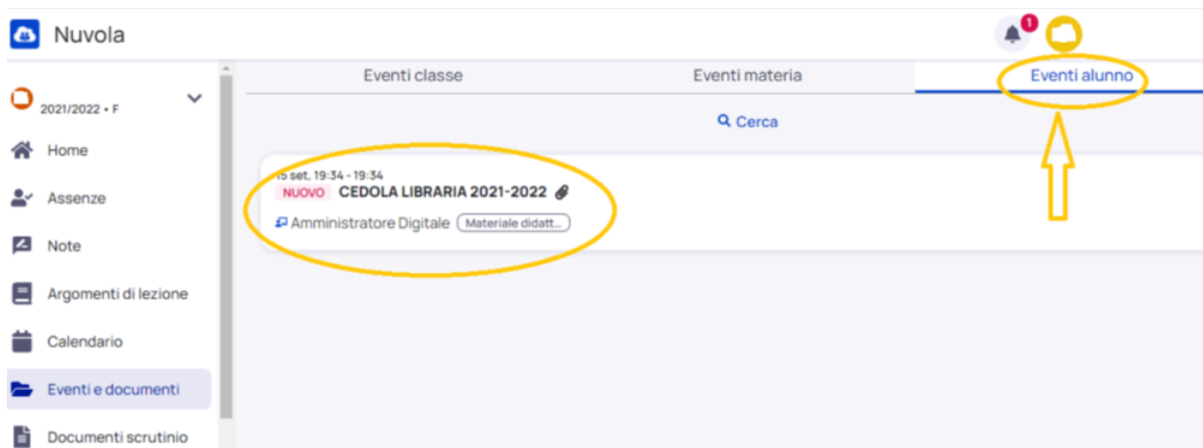 Nuvola
1
2021/2022 • F
Home
Assenze
Note
Argomenti di lezione
Calendario
Eventi e documenti
Documenti scrutinio
Eventi classe
Eventi materia
Eventi alunno
Cerca
15 set, 19:34 - 19:34
NUOVO CEDOLA LIBRARIA 2021-2022
Amministratore Digitale Materiale didatt...